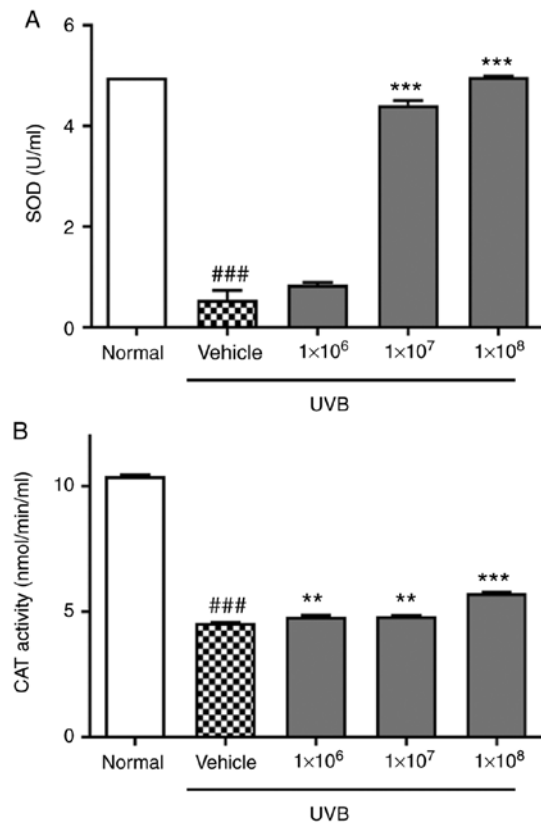 A
SOD (U/ml)
6
4
2
0
###
***
***
Normal Vehicle 1×10⁶ 1×10⁷ 1×10⁸
UVB
B
CAT activity (nmol/min/ml)
10
5
0
###
**
**
***
Normal Vehicle 1×10⁶ 1×10⁷ 1×10⁸
UVB